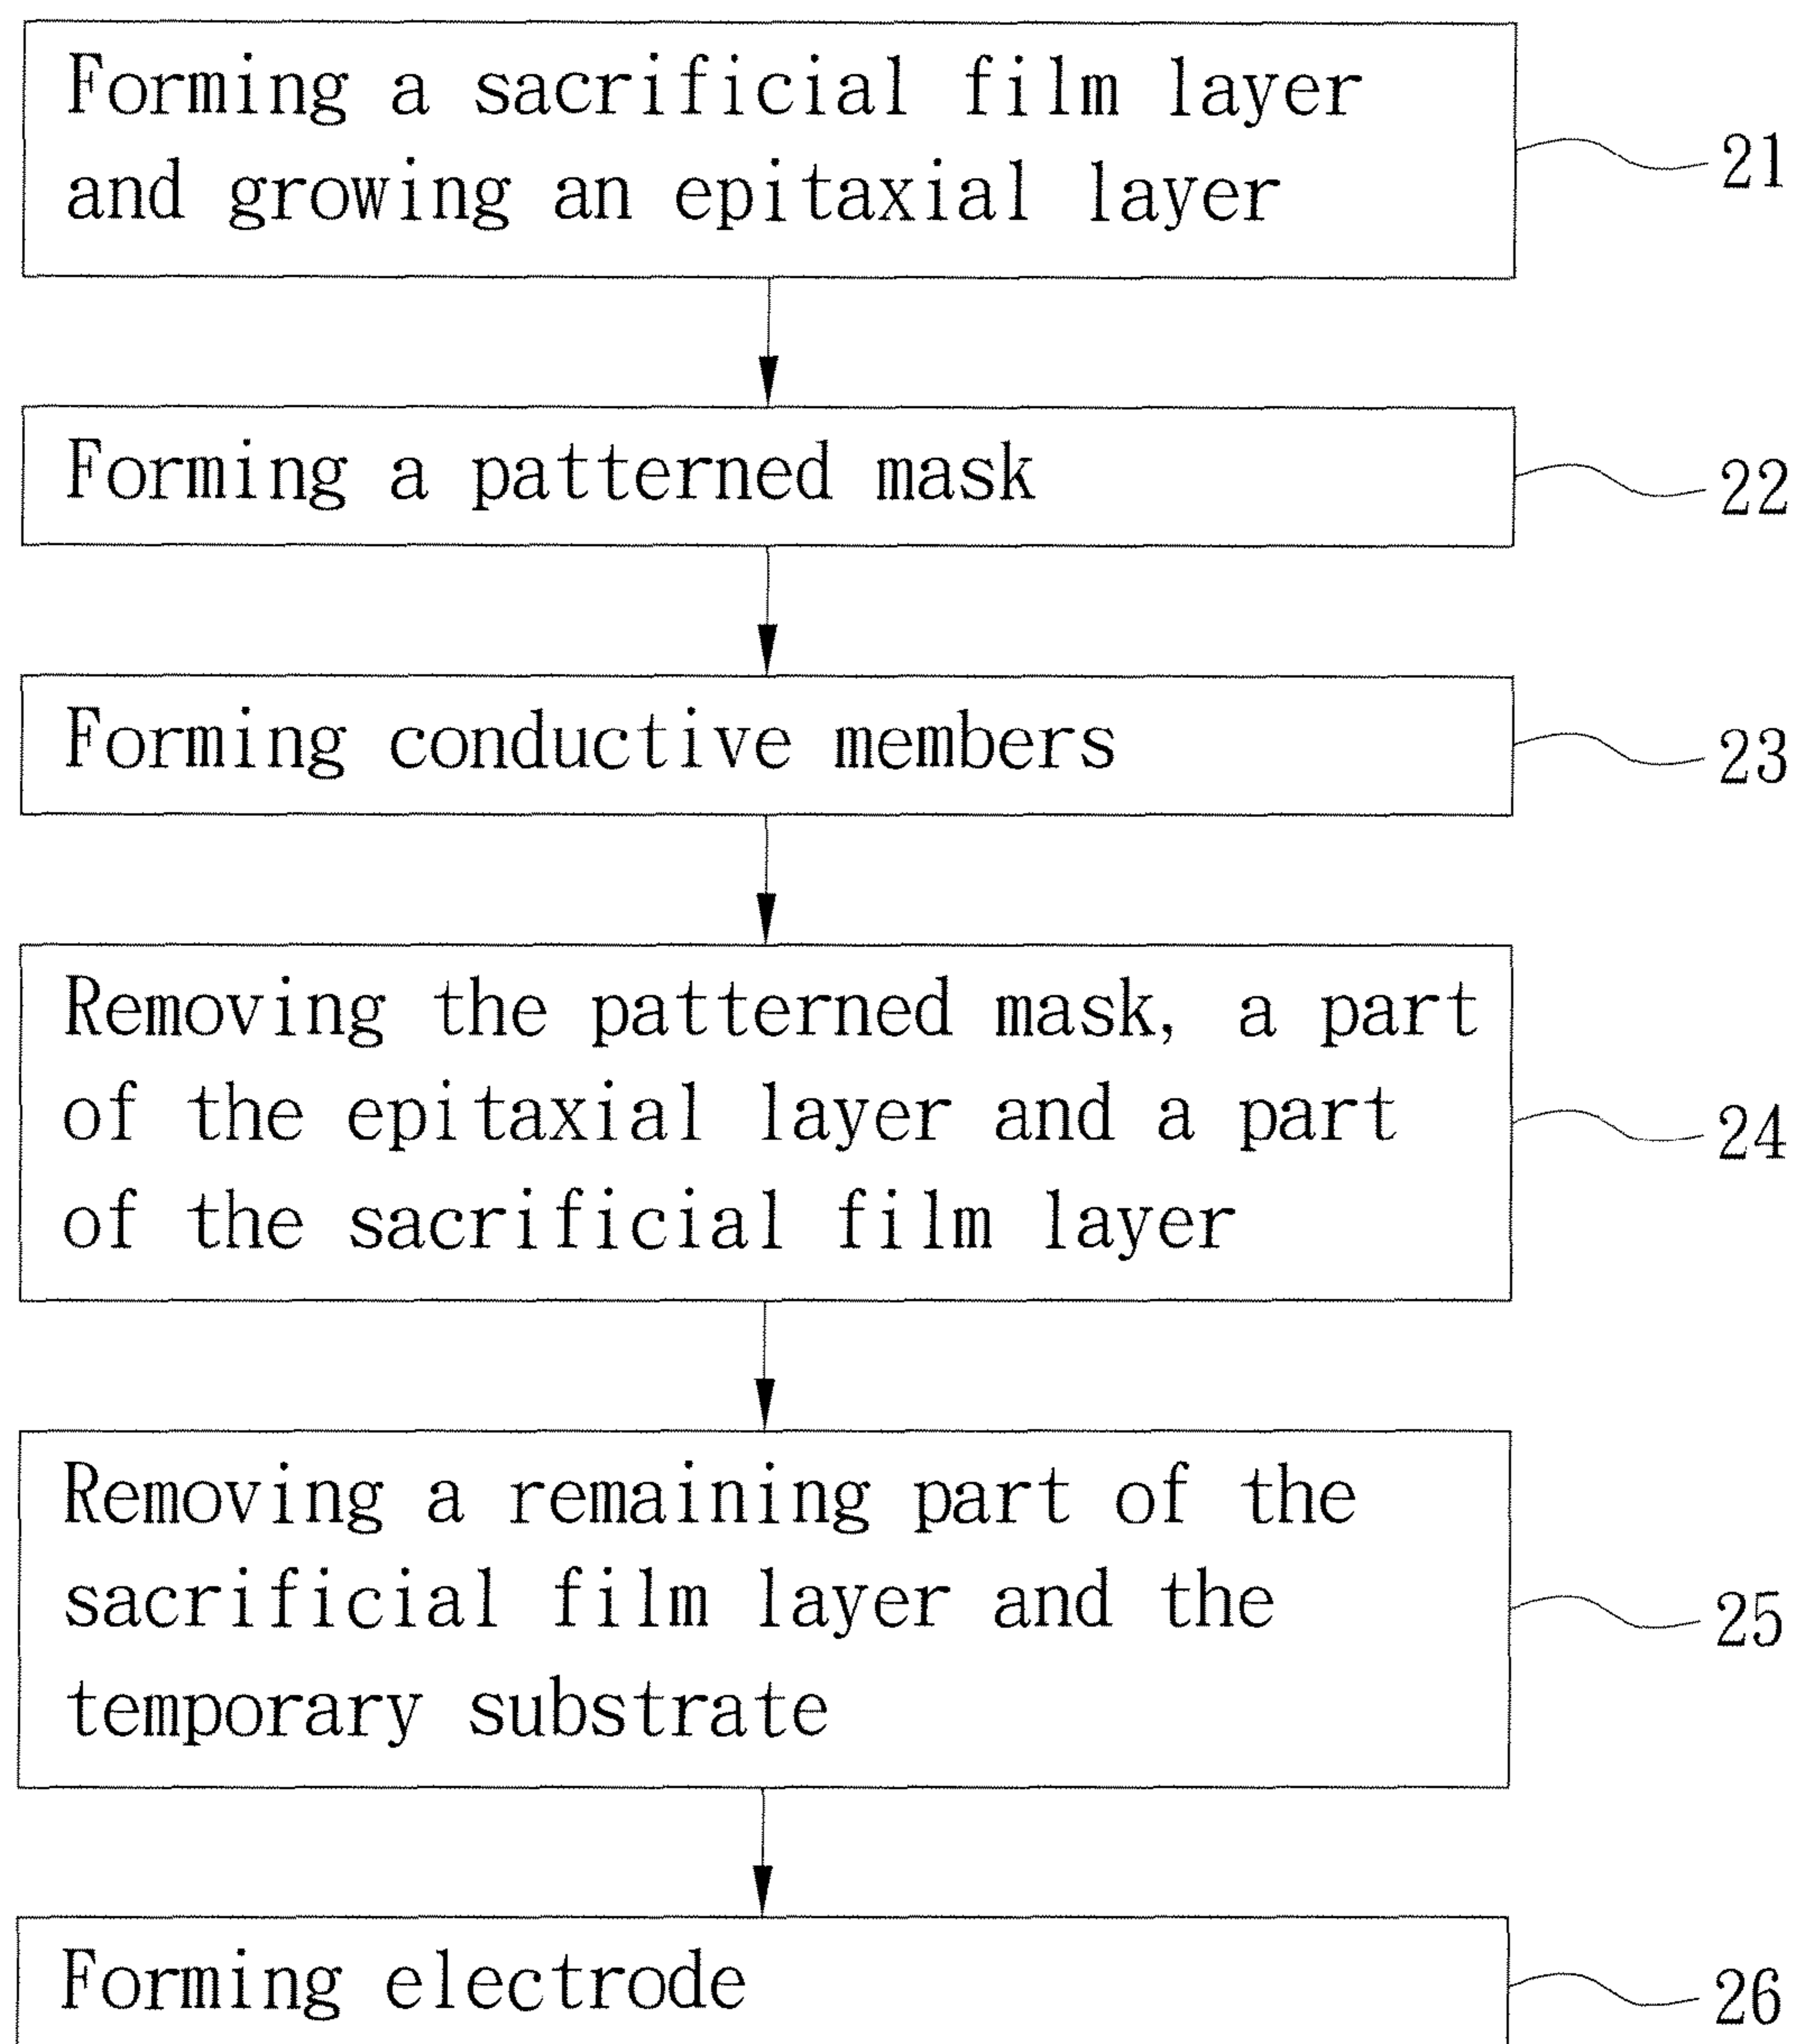 Forming a sacrificial film layer
and growing an epitaxial layer
21
Forming a patterned mask
22
Forming conductive members
23
Removing the patterned mask, a part
of the epitaxial layer and a part
of the sacrificial film layer
24
Removing a remaining part of the
sacrificial film layer and the
temporary substrate
25
Forming electrode
26